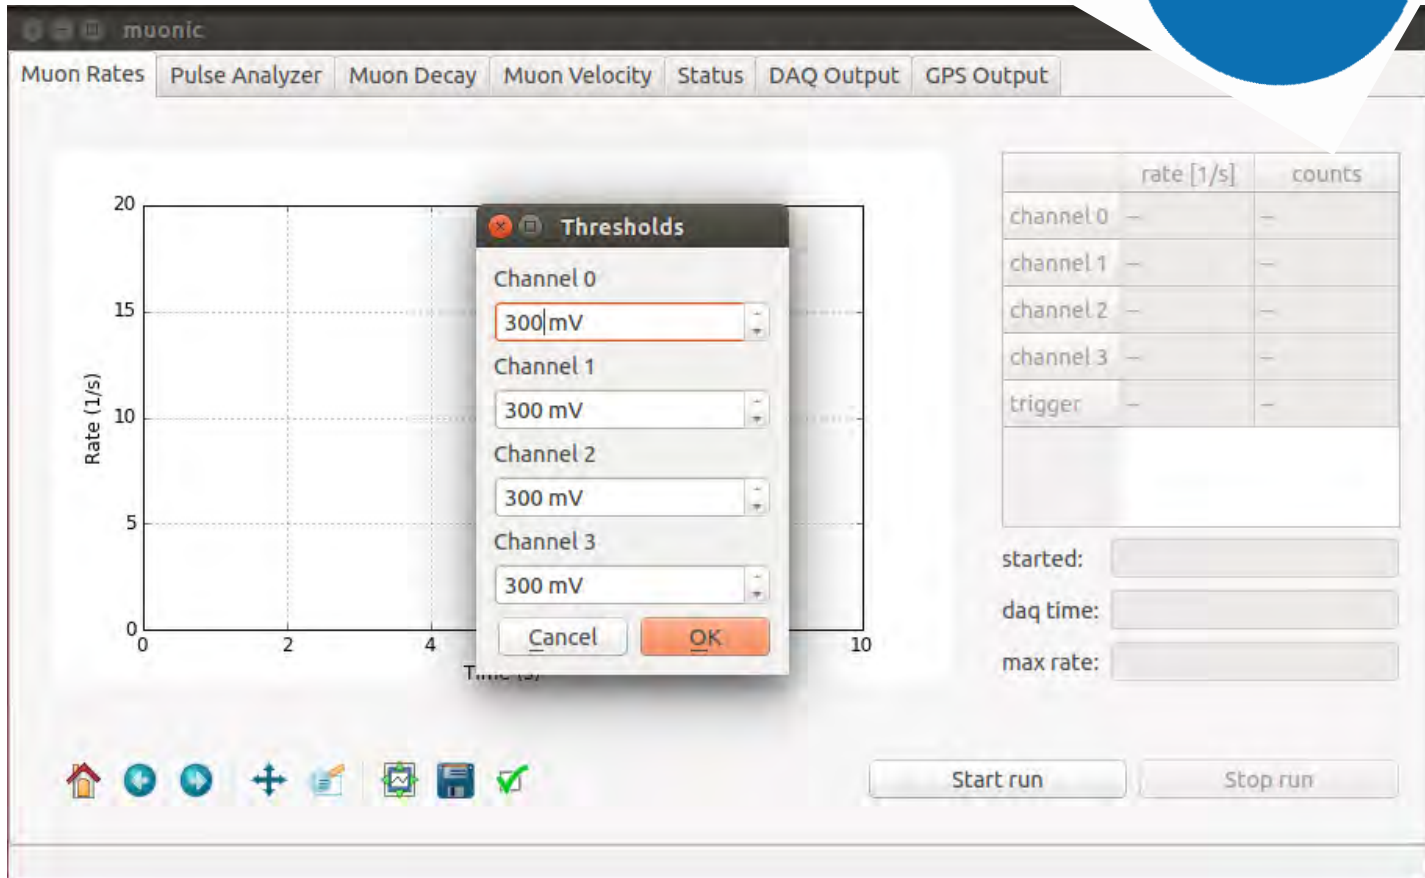 muonic
Muon Rates Pulse Analyzer Muon Decay Muon Velocity Status DAQ Output GPS Output
rate [1/s] counts
channel 0 – –
channel 1 – –
channel 2 – –
channel 3 – –
trigger – –
started:
daq time:
max rate:
20
15
10
5
0
Rate (1/s)
0 2 4 10
Thresholds
Channel 0
300 mV
Channel 1
300 mV
Channel 2
300 mV
Channel 3
300 mV
Cancel OK
Start run Stop run